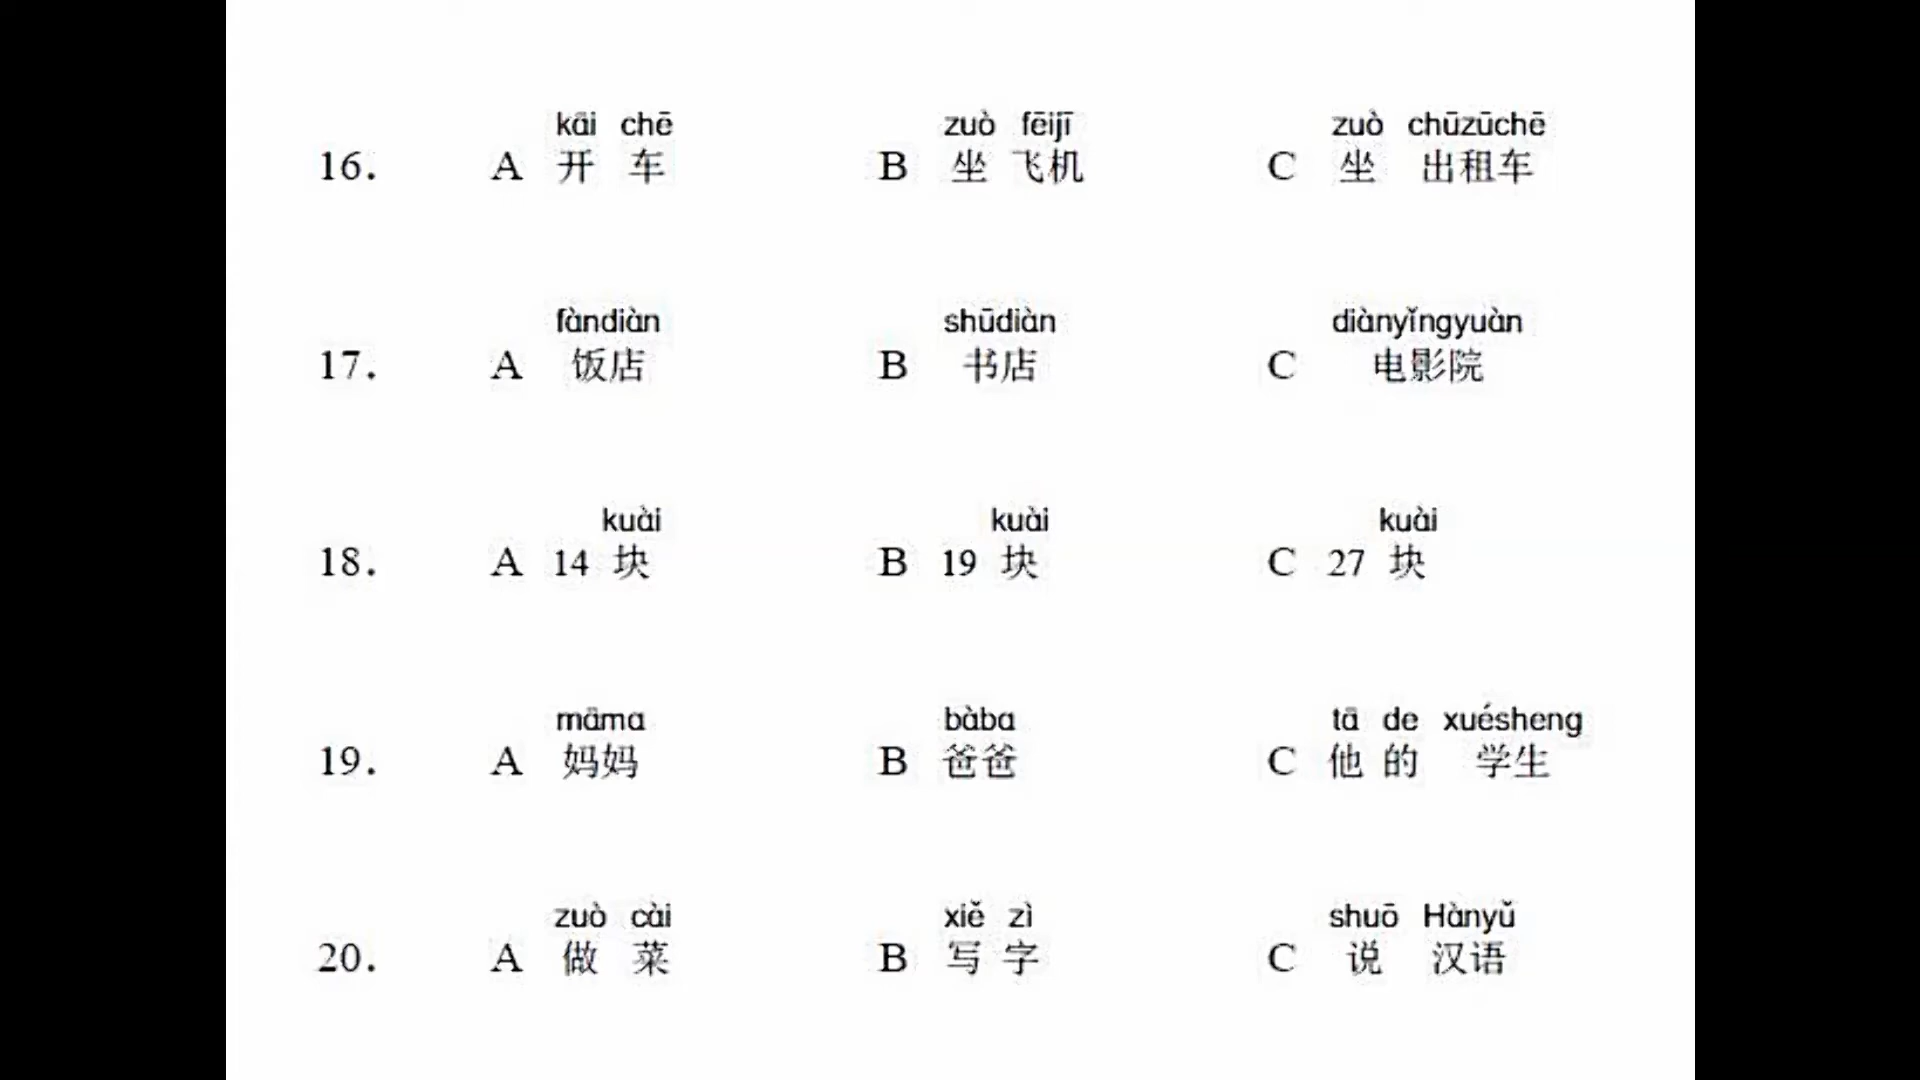 kāi chē zuò fēijī zuò chūzūchē
16. A 开 车 B 坐 飞机 C 坐 出租车
fàndiàn shūdiàn diànyǐngyuàn
17. A 饭店 B 书店 C 电影院
kuài kuài kuài
18. A 14 块 B 19 块 C 27 块
māma bàba tā de xuésheng
19. A 妈妈 B 爸爸 C 他 的 学生
zuò cài xiě zì shuō Hànyǔ
20. A 做 菜 B 写 字 C 说 汉语